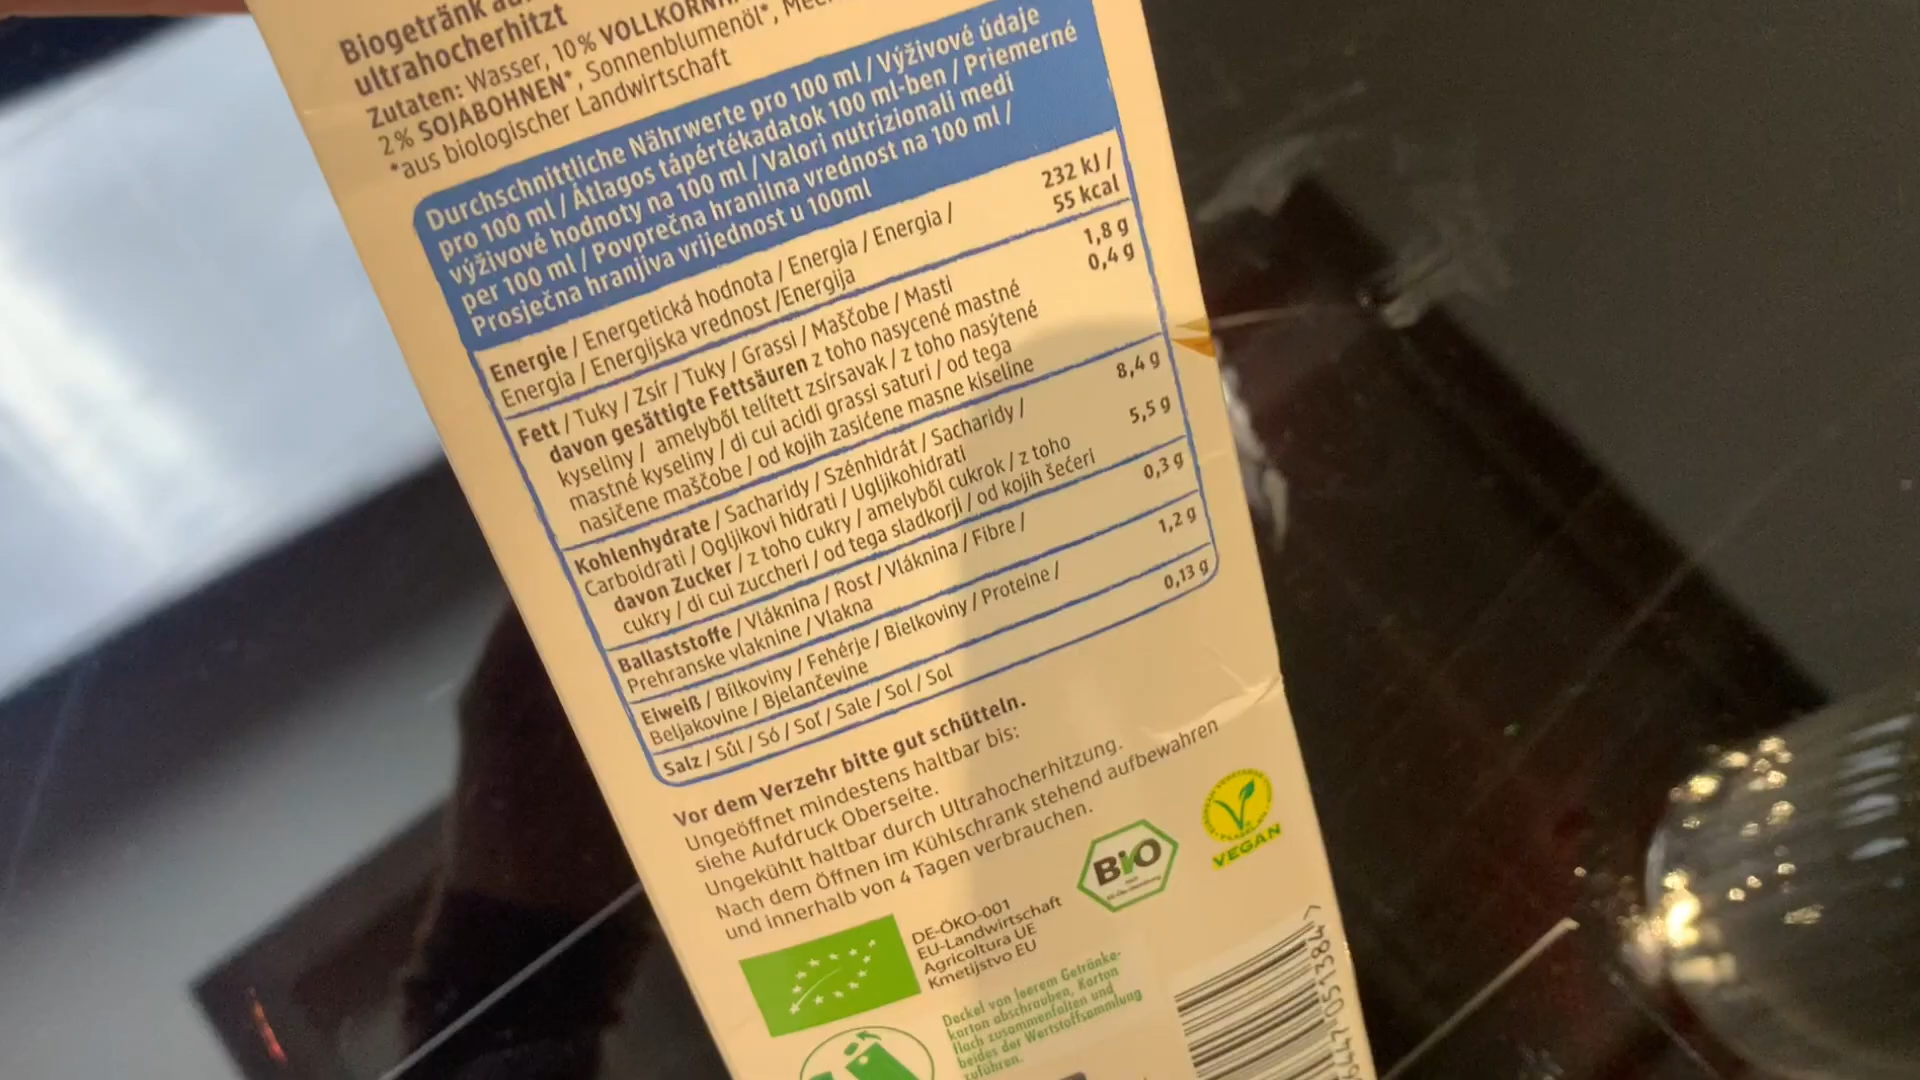 Biogetränk
ultrahocherhitzt
Zutaten: Wasser, 10% 
2% SOJABOHNEN*, Sonnenblumenöl*,
*aus biologischer Landwirtschaft
Durchschnittliche Nährwerte pro 100 ml / Výživové údaje
pro 100 ml / Átlagos tápértékadatok 100 ml-ben / Priemerné
výživové hodnoty na 100 ml / Valori nutrizionali medi
per 100 ml / Povprečna hranilna vrednost na 100 ml /
Prosječna hranjiva vrijednost u 100ml
Energie / Energetická hodnota / Energia / Energia /
Energia / Energijska vrednost /Energija
232 kJ /
55 kcal
Fett / Tuky / Zsír / Tuky / Grassi / Maščobe / Masti
1,8 g
davon gesättigte Fettsäuren z toho nasycené mastné
0,4 g
kyseliny / amelyből telített zsírsavak / z toho nasýtené
mastné kyseliny / di cui acidi grassi saturi / od tega
nasičene maščobe / od kojih zasićene masne kiseline
Kohlenhydrate / Sacharidy / Szénhidrát / Sacharidy /
8,4 g
Carboidrati / Ogljikovi hidrati / Ugljikohidrati
davon Zucker / z toho cukry / amelyből cukrok / z toho
5,5 g
cukry / di cui zuccheri / od tega sladkorji / od kojih šećeri
Ballaststoffe / Vláknina / Rost / Vláknina / Fibre /
0,3 g
Prehranske vlaknine / Vlakna
Eiweiß / Bílkoviny / Fehérje / Bielkoviny / Proteine /
1,2 g
Beljakovine / Bjelančevine
Salz / Sůl / Só / Soľ / Sale / Sol / Sol
0,13 g
Vor dem Verzehr bitte gut schütteln.
Ungeöffnet mindestens haltbar bis:
siehe Aufdruck Oberseite.
Ungekühlt haltbar durch Ultrahocherhitzung.
Nach dem Öffnen im Kühlschrank stehend aufbewahren
und innerhalb von 4 Tagen verbrauchen.
DE-ÖKO-001
EU-Landwirtschaft
Agricoltura UE
Kmetijstvo EU
BIO
VEGAN
Deckel von leerem Getränke-
karton abschrauben, Karton
flach zusammenfalten und
beides der Wertstoffsammlung
zuführen.